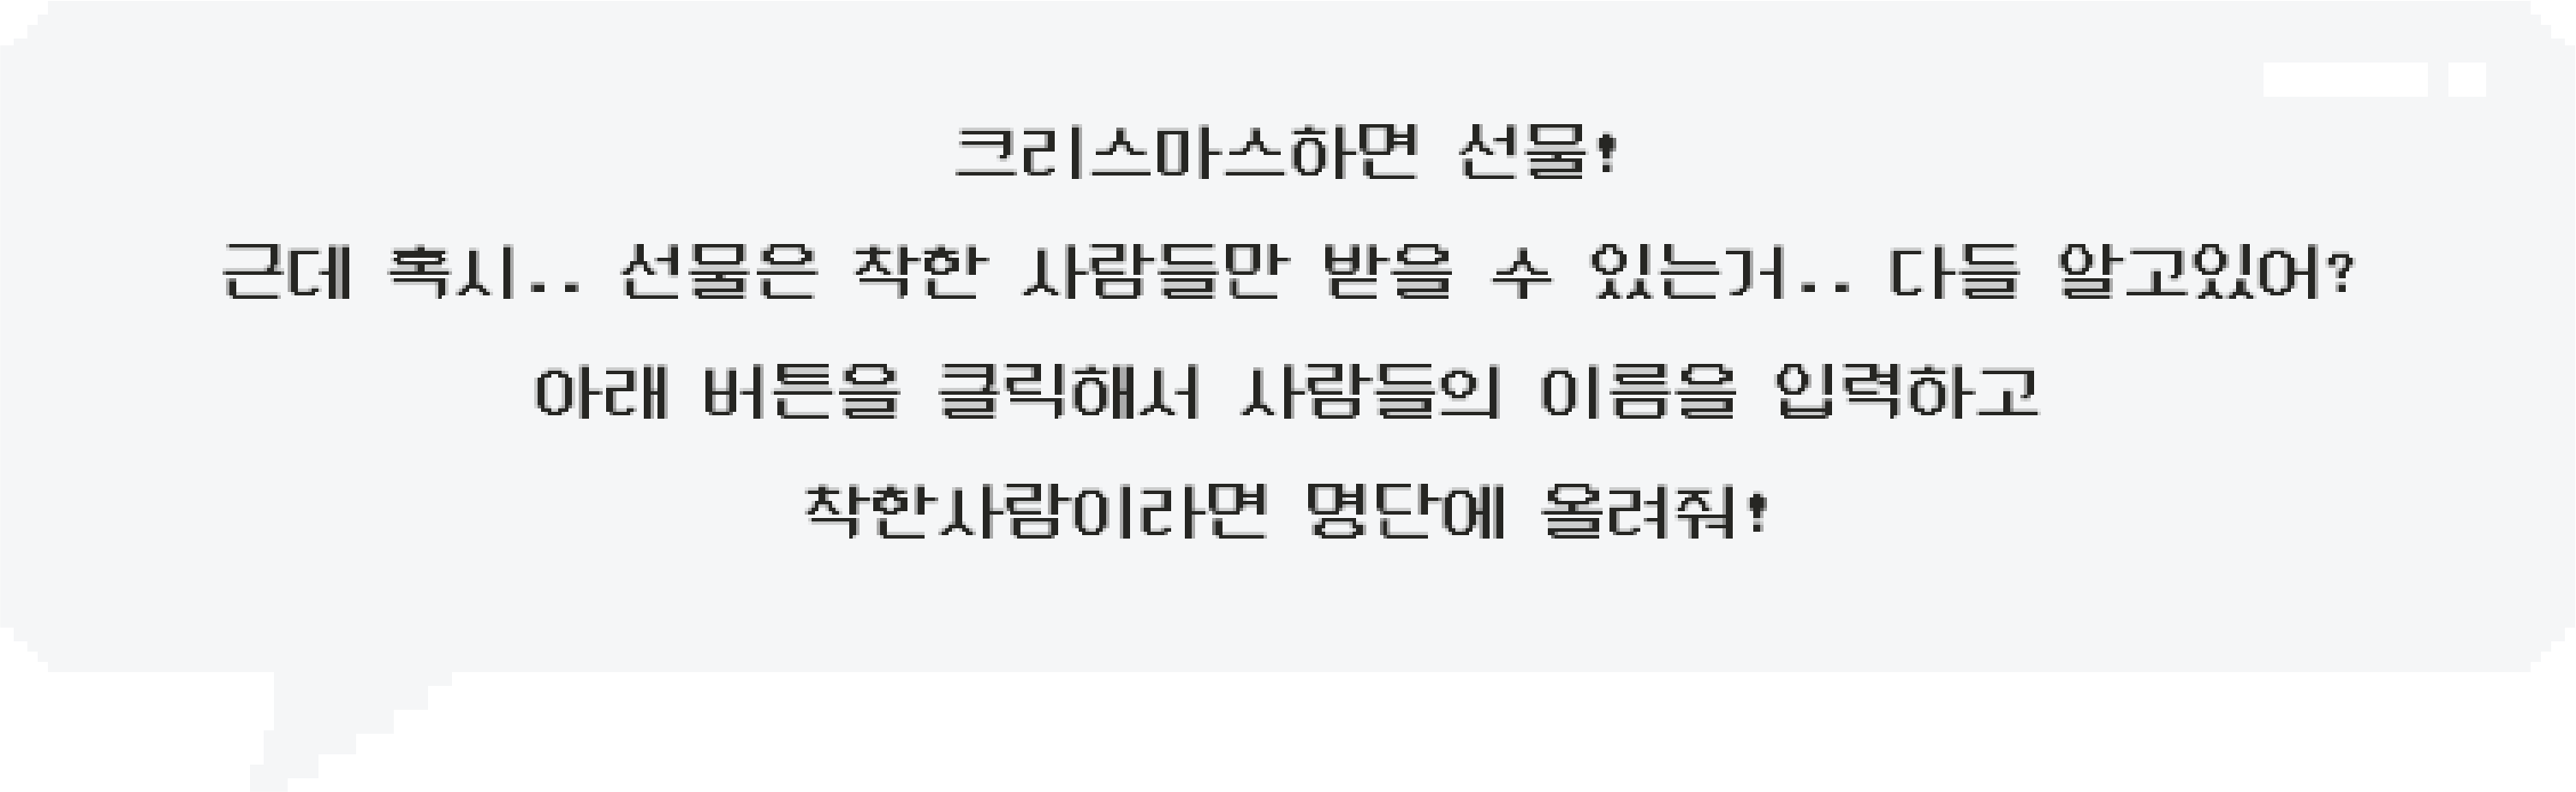 크리스마스하면 선물!
근데 혹시.. 선물은 착한 사람들만 받을 수 있는거.. 다들 알고있어?
아래 버튼을 클릭해서 사람들의 이름을 입력하고
착한사람이라면 명단에 올려줘!